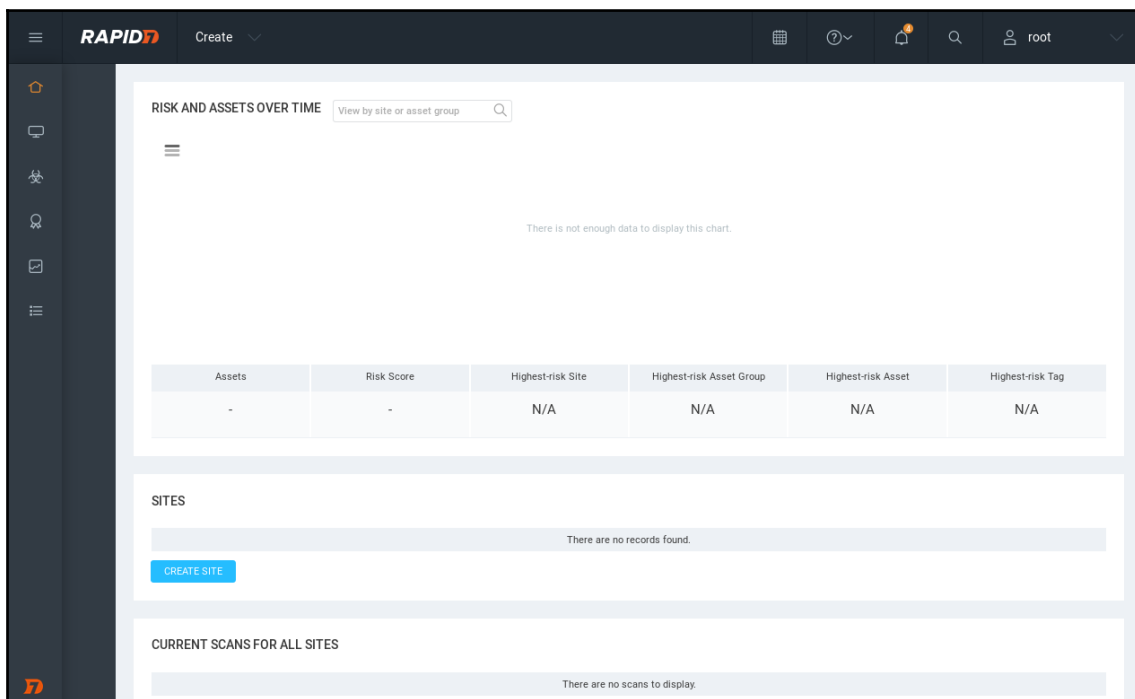 RAPID7 Create 4 root
RISK AND ASSETS OVER TIME View by site or asset group
There is not enough data to display this chart.
Assets Risk Score Highest-risk Site Highest-risk Asset Group Highest-risk Asset Highest-risk Tag
- - N/A N/A N/A N/A
SITES
There are no records found.
CREATE SITE
CURRENT SCANS FOR ALL SITES
There are no scans to display.